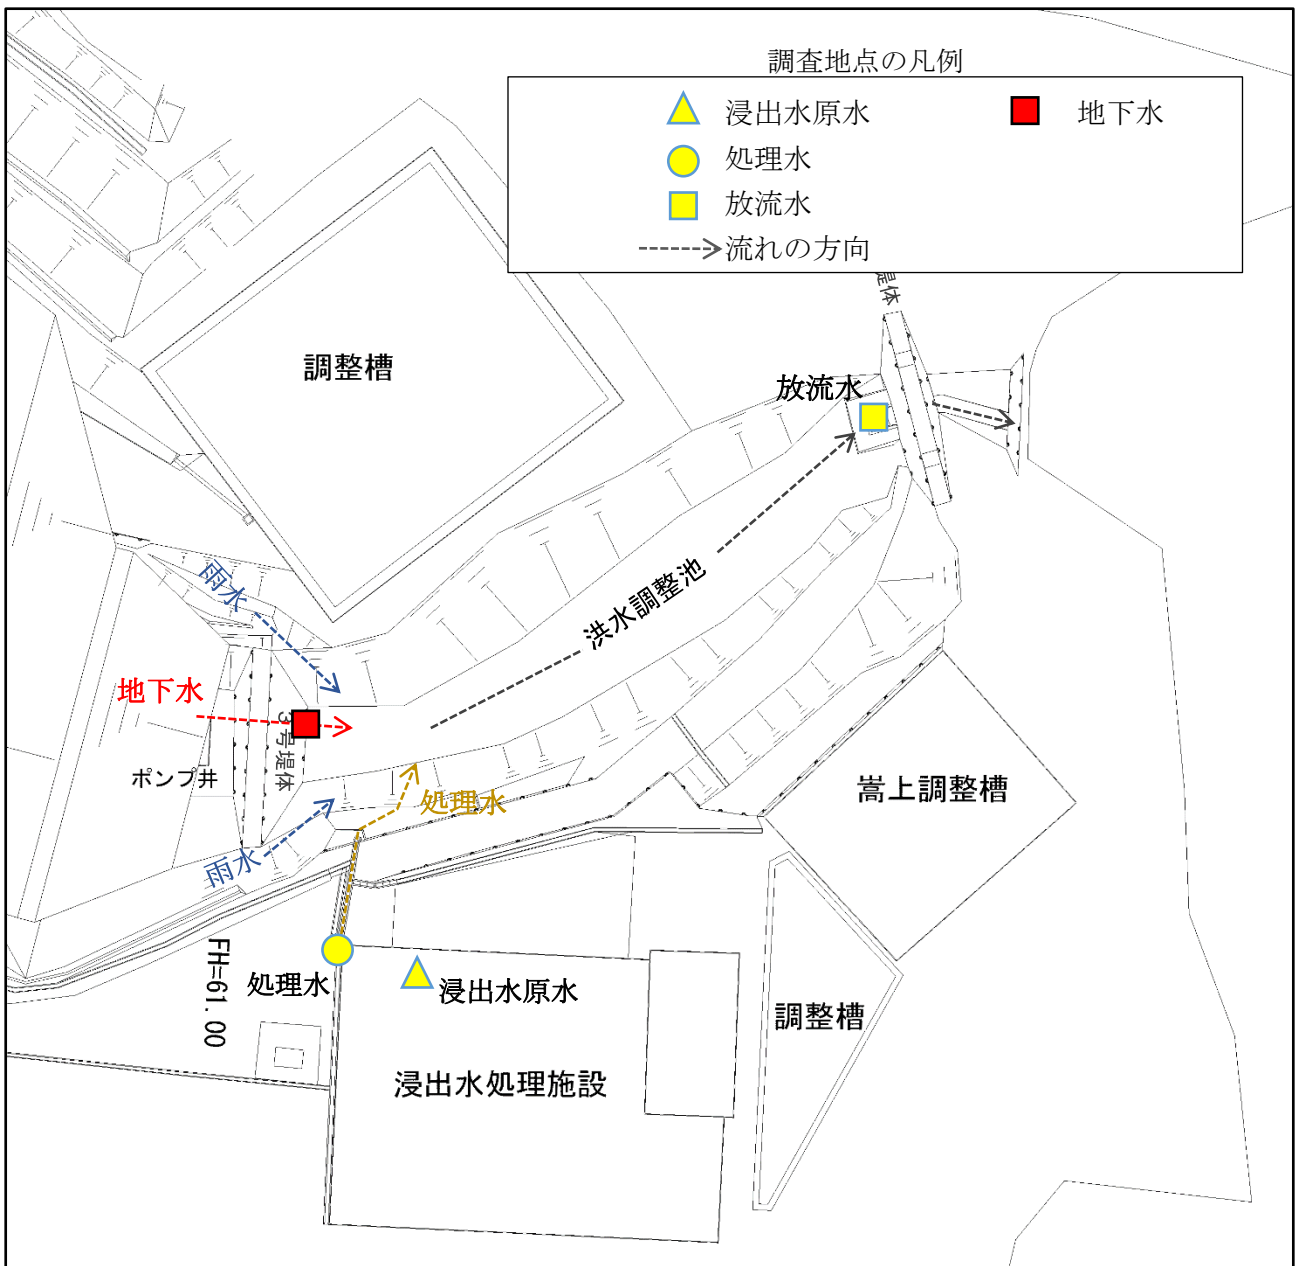 調査地点の凡例
浸出水原水
地下水
処理水
放流水
流れの方向
堤体
調整槽
放流水
雨水
洪水調整池
地下水
3号堤体
ポンプ井
処理水
嵩上調整槽
雨水
FH=61.00
処理水
浸出水原水
調整槽
浸出水処理施設